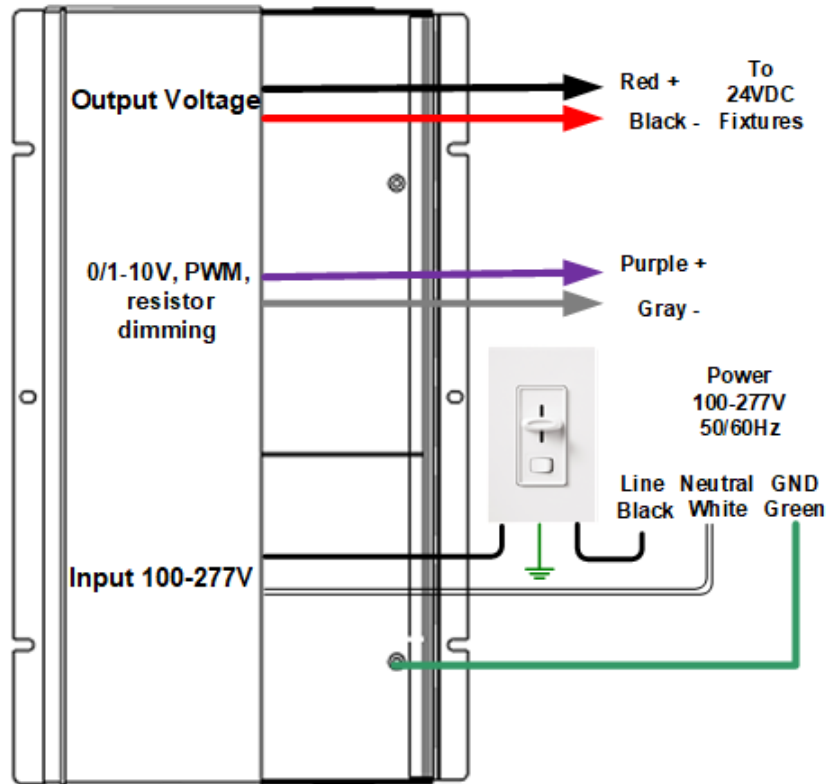 Output Voltage
Red +
Black -
To
24VDC
Fixtures
0/1-10V, PWM,
resistor
dimming
Purple +
Gray -
Power
100-277V
50/60Hz
Line
Black
Neutral
White
GND
Green
Input 100-277V